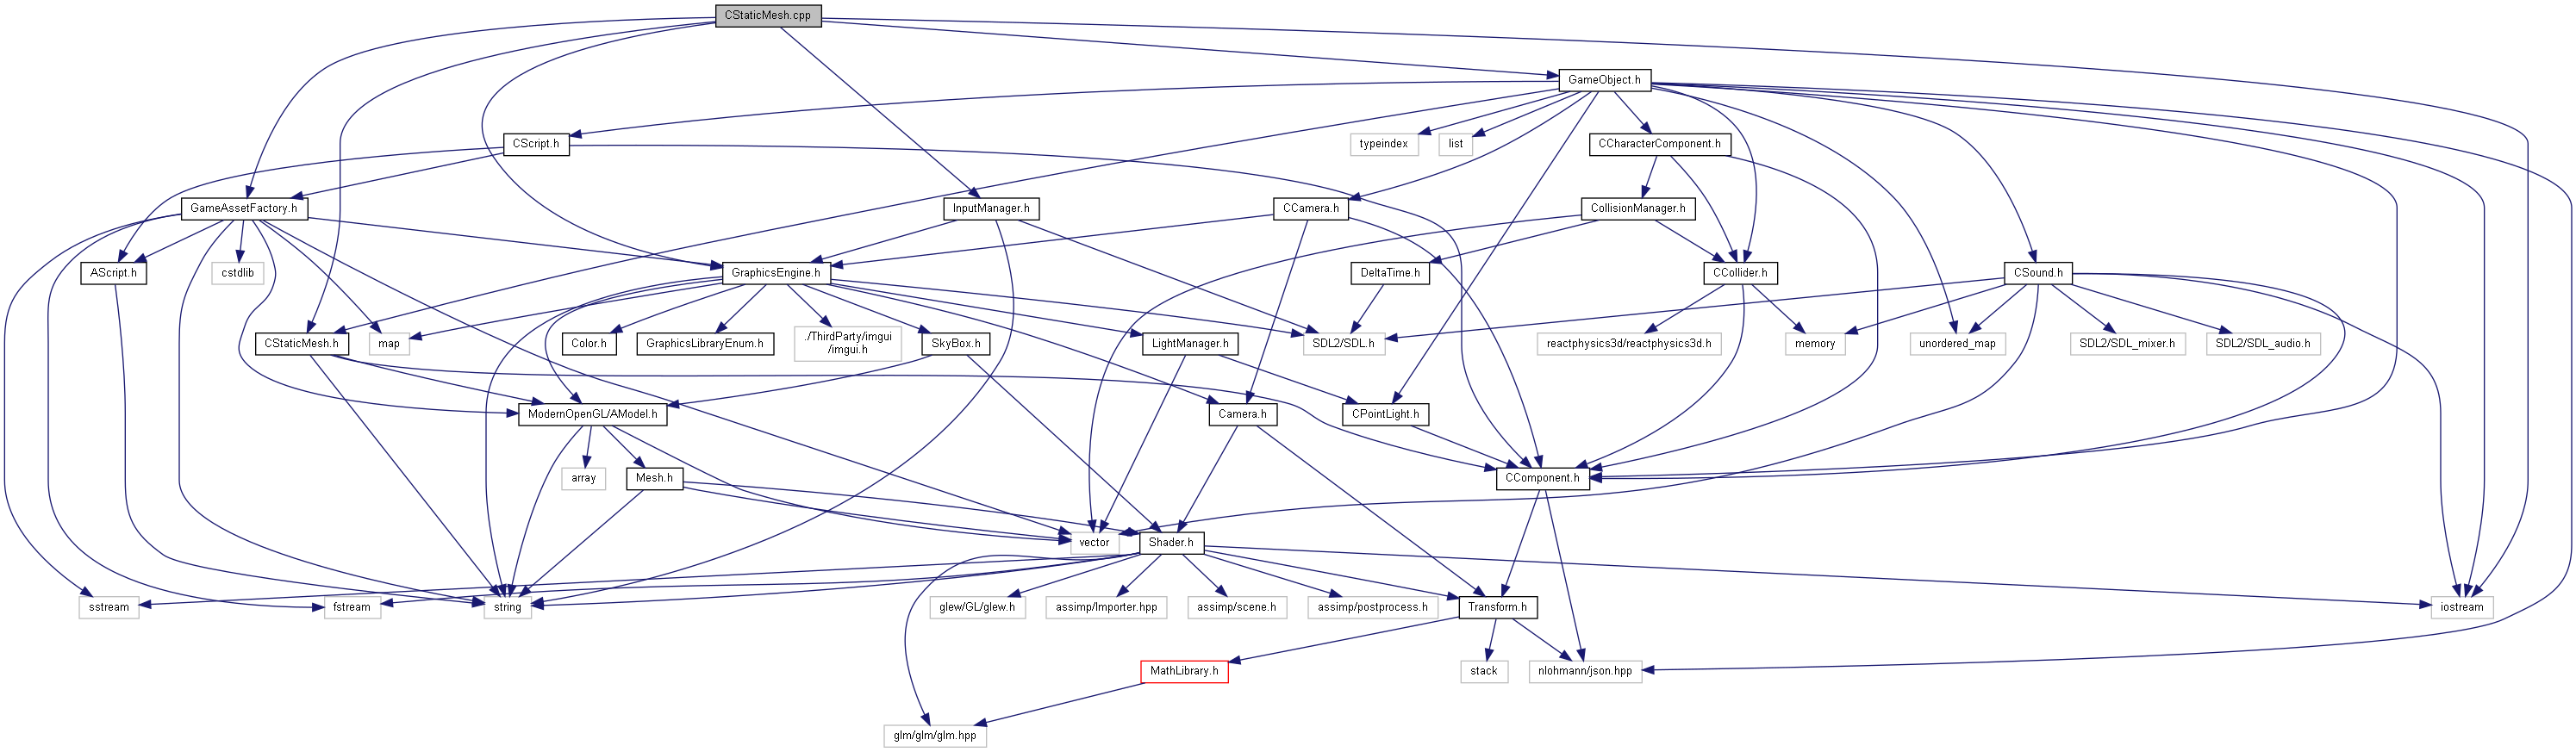 CStaticMesh.cpp
GameObject.h
CScript.h
typeindex
list
CCharacterComponent.h
GameAssetFactory.h
InputManager.h
CCamera.h
CollisionManager.h
AScript.h
cstdlib
GraphicsEngine.h
DeltaTime.h
CCollider.h
CSound.h
CStaticMesh.h
map
Color.h
GraphicsLibraryEnum.h
./ThirdParty/imgui
/imgui.h
SkyBox.h
LightManager.h
SDL2/SDL.h
reactphysics3d/reactphysics3d.h
memory
unordered_map
SDL2/SDL_mixer.h
SDL2/SDL_audio.h
ModernOpenGL/AModel.h
Camera.h
CPointLight.h
array
Mesh.h
CComponent.h
vector
Shader.h
sstream
fstream
string
glew/GL/glew.h
assimp/Importer.hpp
assimp/scene.h
assimp/postprocess.h
Transform.h
iostream
MathLibrary.h
stack
nlohmann/json.hpp
glm/glm/glm.hpp